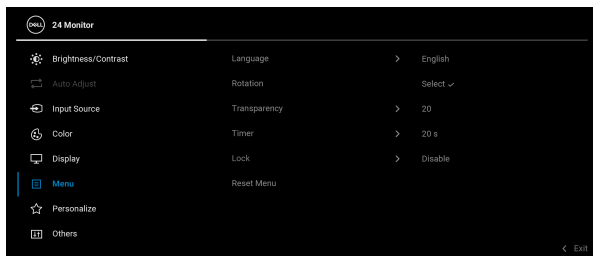 DELL 24 Monitor
Brightness/Contrast Language English
Auto Adjust Rotation Select
Input Source Transparency 20
Color Timer 20 s
Display Lock Disable
Menu Reset Menu
Personalize
Others
Exit